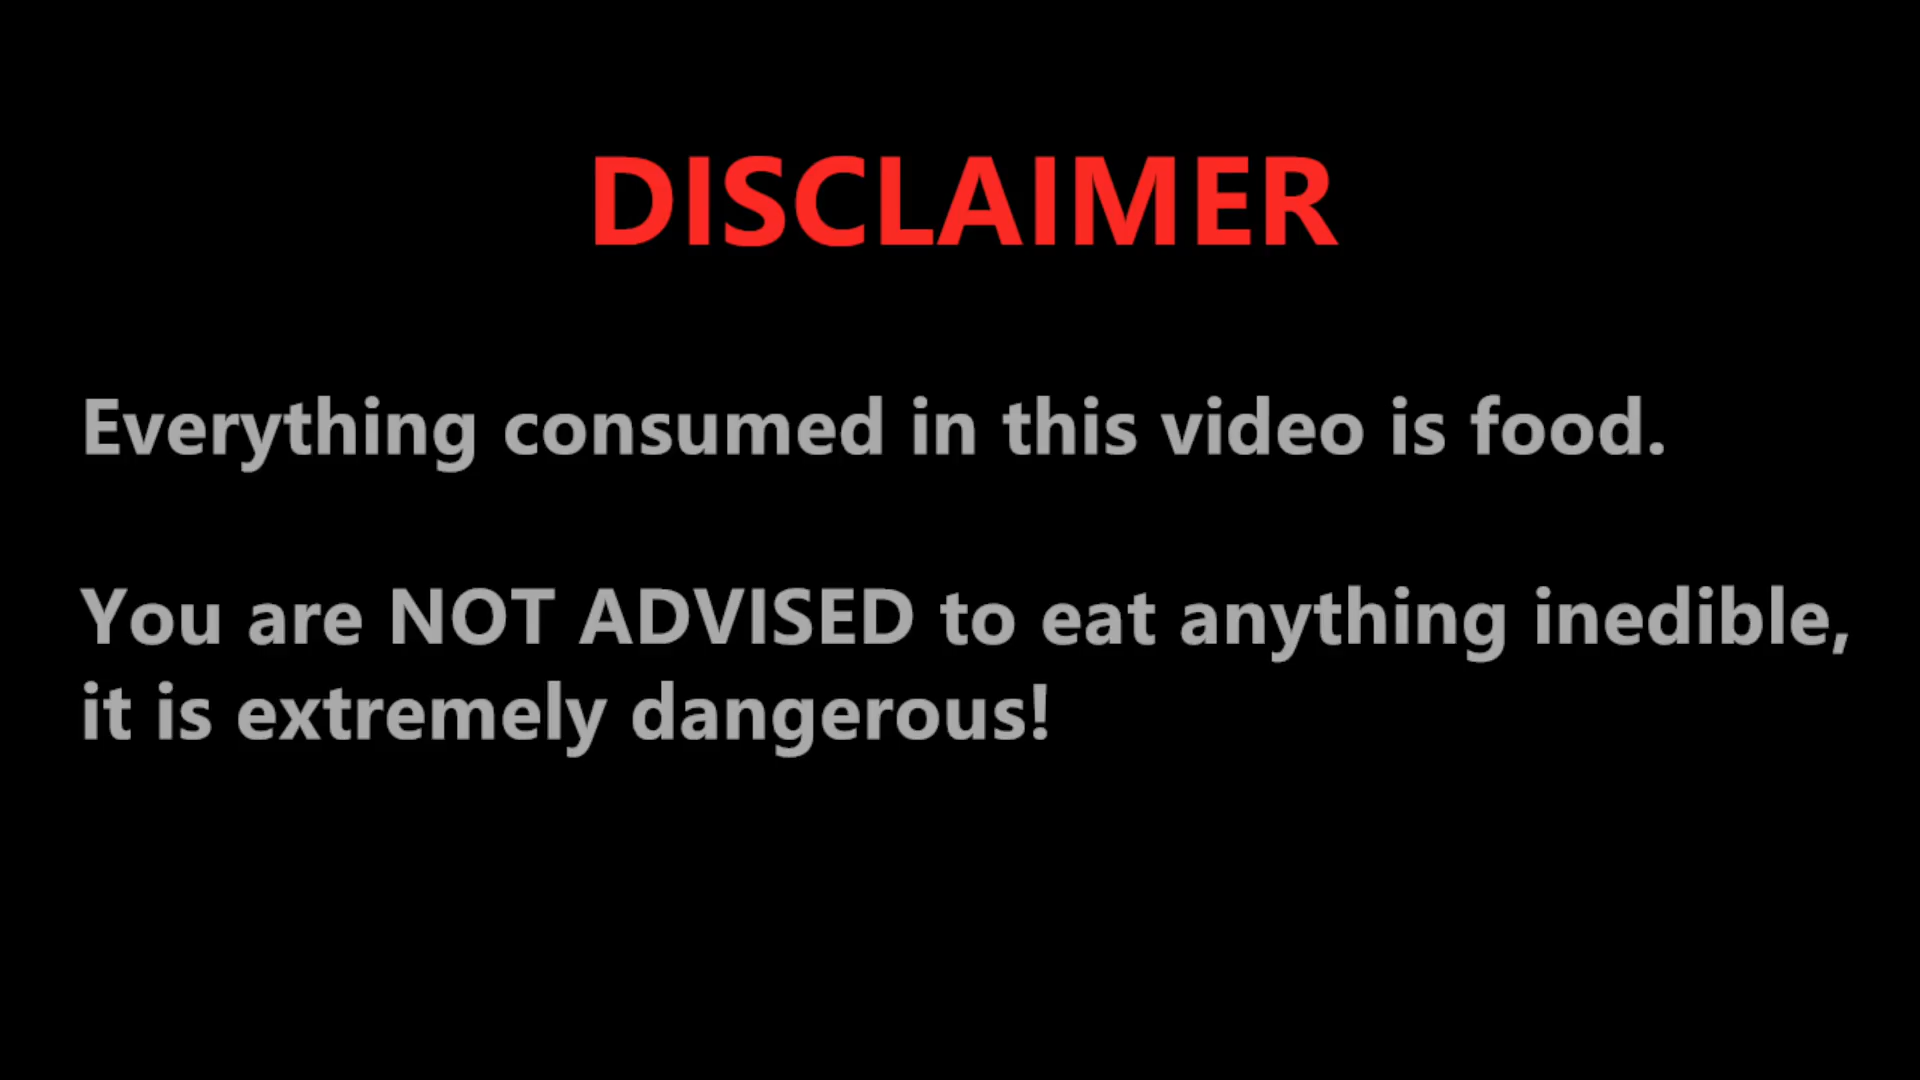 DISCLAIMER
Everything consumed in this video is food.
You are NOT ADVISED to eat anything inedible,
it is extremely dangerous!